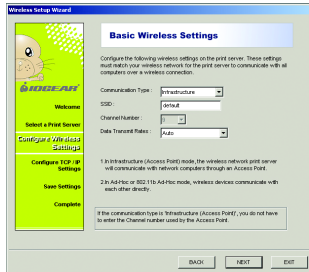 Wireless Setup Wizard
IOGEAR
Welcome
Select a Print Server
Configure Wireless
Settings
Configure TCP / IP
Settings
Save Settings
Complete
Basic Wireless Settings
Configure the following wireless settings on the print server. These settings
must match your wireless network for the print server to communicate with all
computers over a wireless connection.
Communication Type : Infrastructure
SSID : default
Channel Number :
Data Transmit Rates : Auto
1.In Infrastructure (Access Point) mode, the wireless network print server
will communicate with network computers through an Access Point.
2.In Ad-Hoc or 802.11b Ad-Hoc mode, wireless devices communicate with
each other directly.
If the communication type is 'Infrastructure (Access Point)', you do not have
to enter the Channel number used by the Access Point.
BACK NEXT EXIT